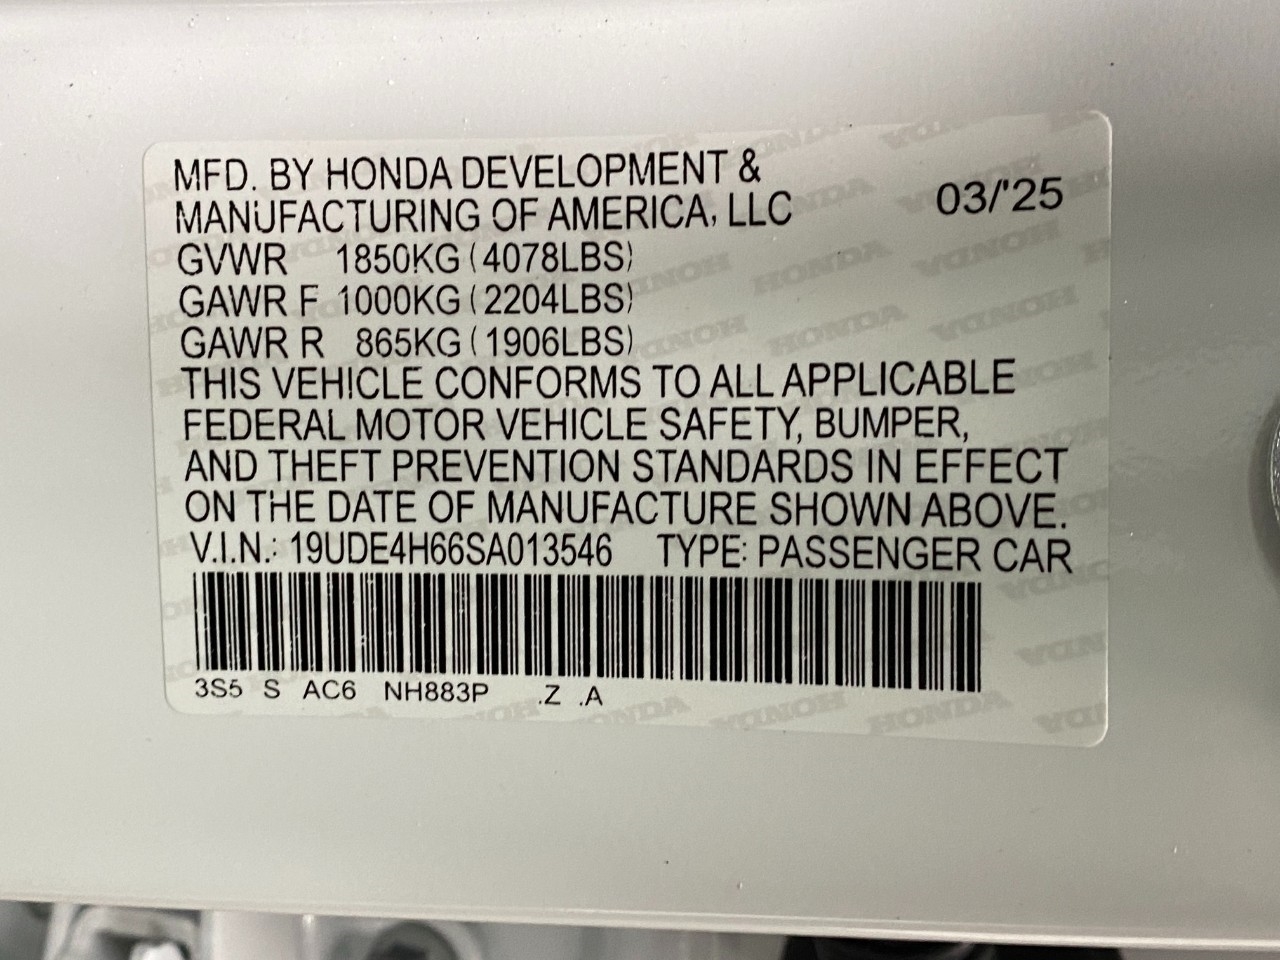 MFD. BY HONDA DEVELOPMENT &
MANUFACTURING OF AMERICA, LLC 03/'25
GVWR 1850KG (4078LBS)
GAWR F 1000KG (2204LBS)
GAWR R 865KG (1906LBS)
THIS VEHICLE CONFORMS TO ALL APPLICABLE
FEDERAL MOTOR VEHICLE SAFETY, BUMPER,
AND THEFT PREVENTION STANDARDS IN EFFECT
ON THE DATE OF MANUFACTURE SHOWN ABOVE.
V.I.N.: 19UDE4H66SA013546 TYPE: PASSENGER CAR
3S5 S AC6 NH883P .Z .A